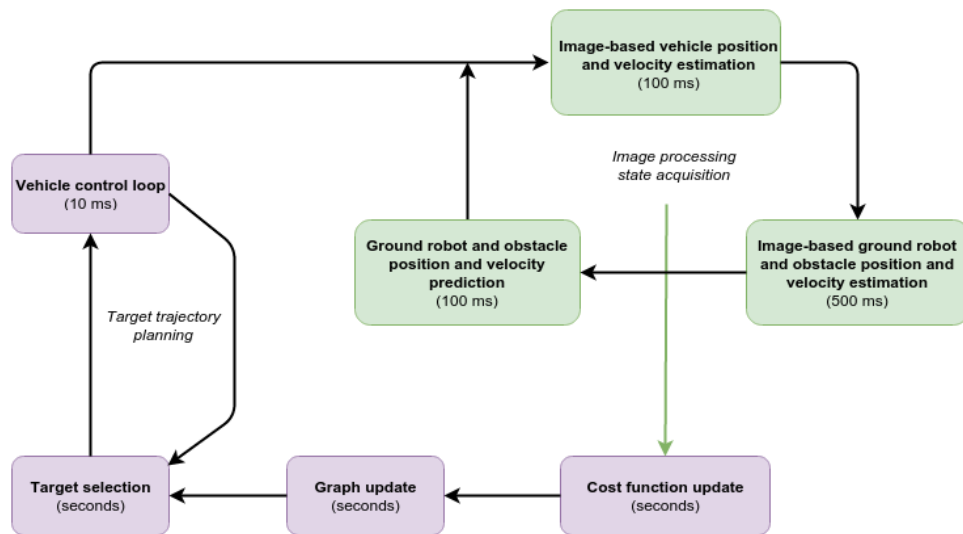 Image-based vehicle position
and velocity estimation
(100 ms)
Image processing
state acquisition
Vehicle control loop
(10 ms)
Ground robot and obstacle
position and velocity
prediction
(100 ms)
Image-based ground robot
and obstacle position and
velocity estimation
(500 ms)
Target trajectory
planning
Target selection
(seconds)
Graph update
(seconds)
Cost function update
(seconds)